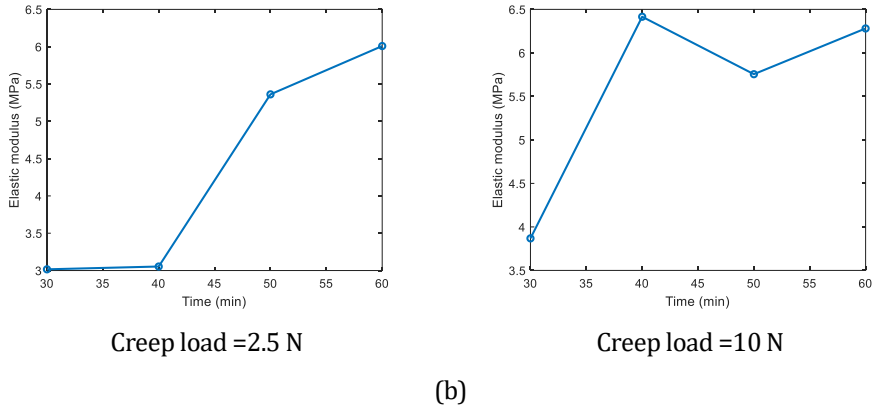 6.5
6
5.5
5
4.5
4
3.5
3
30 35 40 45 50 55 60
Elastic modulus (MPa)
Time (min)
Creep load =2.5 N
6.5
6
5.5
5
4.5
4
3.5
30 35 40 45 50 55 60
Elastic modulus (MPa)
Time (min)
Creep load =10 N
(b)